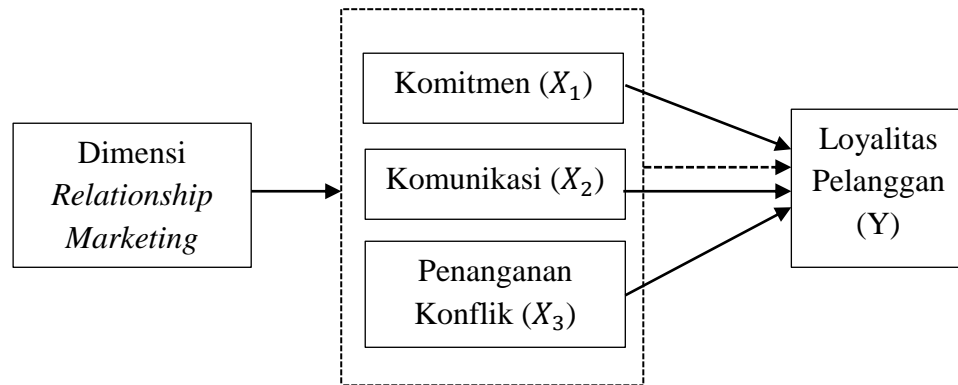 Dimensi
Relationship
Marketing
Komitmen (𝑋₁)
Komunikasi (𝑋₂)
Penanganan
Konflik (𝑋₃)
Loyalitas
Pelanggan
(Y)